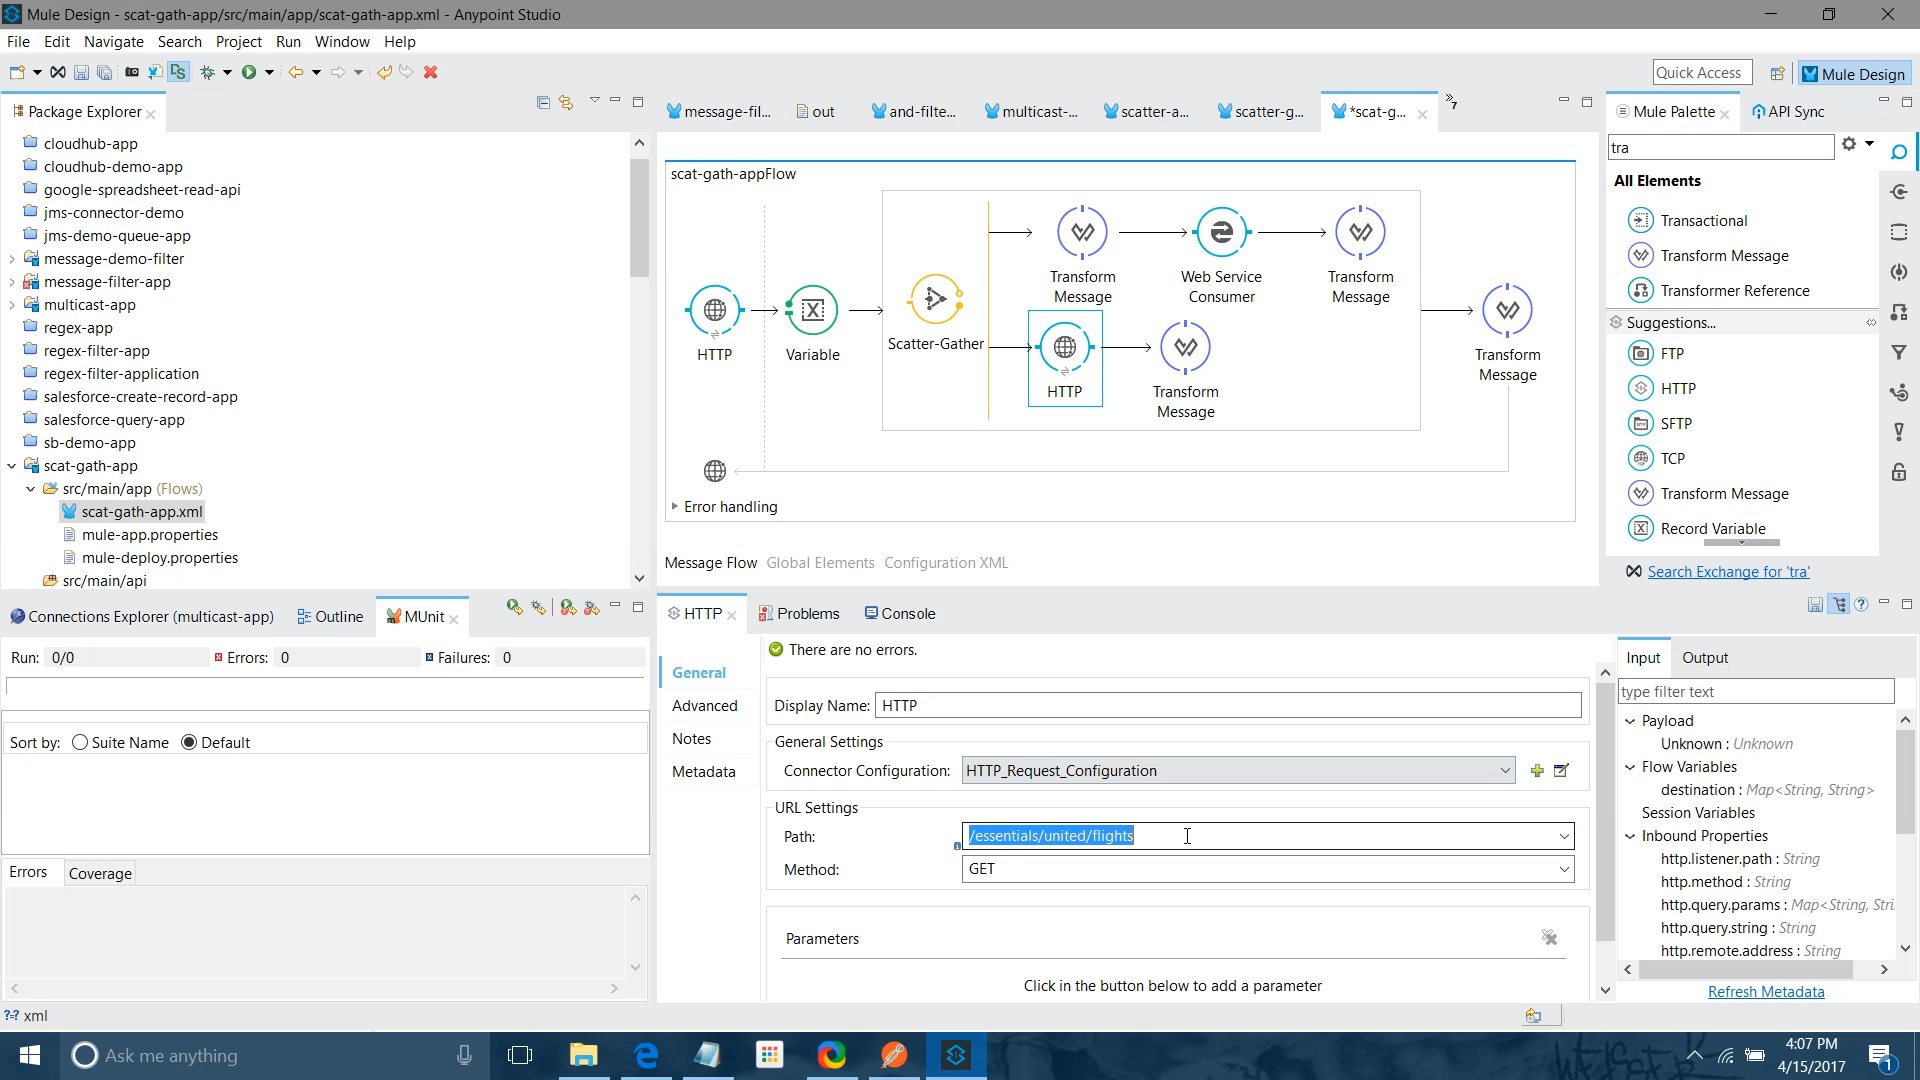 Mule Design - scat-gath-app/src/main/app/scat-gath-app.xml - Anypoint Studio
File Edit Navigate Search Project Run Window Help
Quick Access
Mule Design
Package Explorer
cloudhub-app
cloudhub-demo-app
google-spreadsheet-read-api
jms-connector-demo
jms-demo-queue-app
message-demo-filter
message-filter-app
multicast-app
regex-app
regex-filter-app
regex-filter-application
salesforce-create-record-app
salesforce-query-app
sb-demo-app
scat-gath-app
src/main/app (Flows)
scat-gath-app.xml
mule-app.properties
mule-deploy.properties
src/main/api
message-fil... out and-filte... multicast-... scatter-a... scatter-g... *scat-g... 7
scat-gath-appFlow
HTTP
Variable
Scatter-Gather
Transform
Message
Web Service
Consumer
Transform
Message
HTTP
Transform
Message
Transform
Message
Error handling
Message Flow Global Elements Configuration XML
Mule Palette API Sync
tra
All Elements
Transactional
Transform Message
Transformer Reference
Suggestions...
FTP
HTTP
SFTP
TCP
Transform Message
Record Variable
Search Exchange for 'tra'
Connections Explorer (multicast-app) Outline MUnit
Run: 0/0 Errors: 0 Failures: 0
Sort by: Suite Name Default
Errors Coverage
HTTP Problems Console
There are no errors.
General
Advanced
Notes
Metadata
Display Name: HTTP
General Settings
Connector Configuration: HTTP_Request_Configuration
URL Settings
Path: /essentials/united/flights
Method: GET
Parameters
Click in the button below to add a parameter
Input Output
type filter text
Payload
Unknown : Unknown
Flow Variables
destination : Map<String, String>
Session Variables
Inbound Properties
http.listener.path : String
http.method : String
http.query.params : Map<String, Stri
http.query.string : String
http.remote.address : String
Refresh Metadata
xml
Ask me anything
4:07 PM
4/15/2017
1